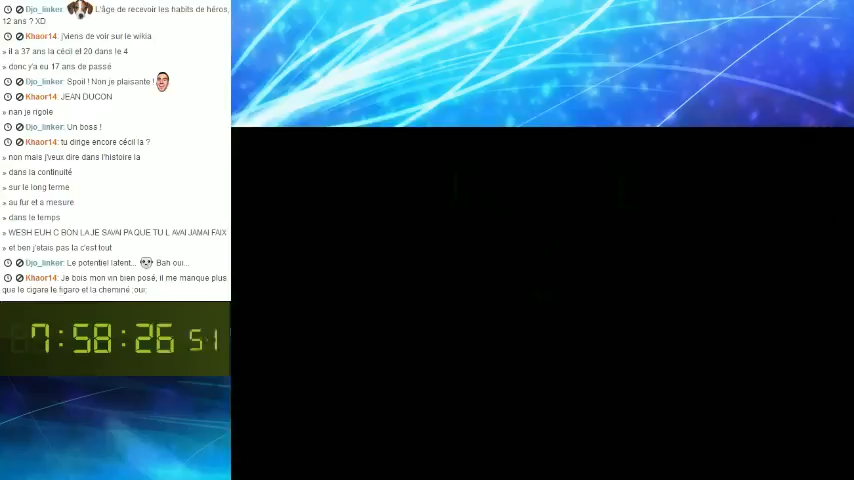 Djo_linker: L'âge de recevoir les habits de héros,
12 ans ? XD
Khaor14: j'viens de voir sur le wikia
» il a 37 ans la cécil et 20 dans le 4
» donc y'a eu 17 ans de passé
Djo_linker: Spoil ! Non je plaisante !
Khaor14: JEAN DUCON
» nan je rigole
Djo_linker: Un boss !
Khaor14: tu dirige encore cécil la ?
» non mais j'veux dire dans l'histoire la
» dans la continuité
» sur le long terme
» au fur et a mesure
» dans le temps
» WESH EUH C BON LAJE SAVAI PAQUE TU L AVAI JAMAI FAIX
» et ben j'etais pas la c'est tout
Djo_linker: Le potentiel latent... Bah oui...
Khaor14: Je bois mon vin bien posé, il me manque plus
que le cigare le figaro et la cheminé :oui:
7:58:26 51